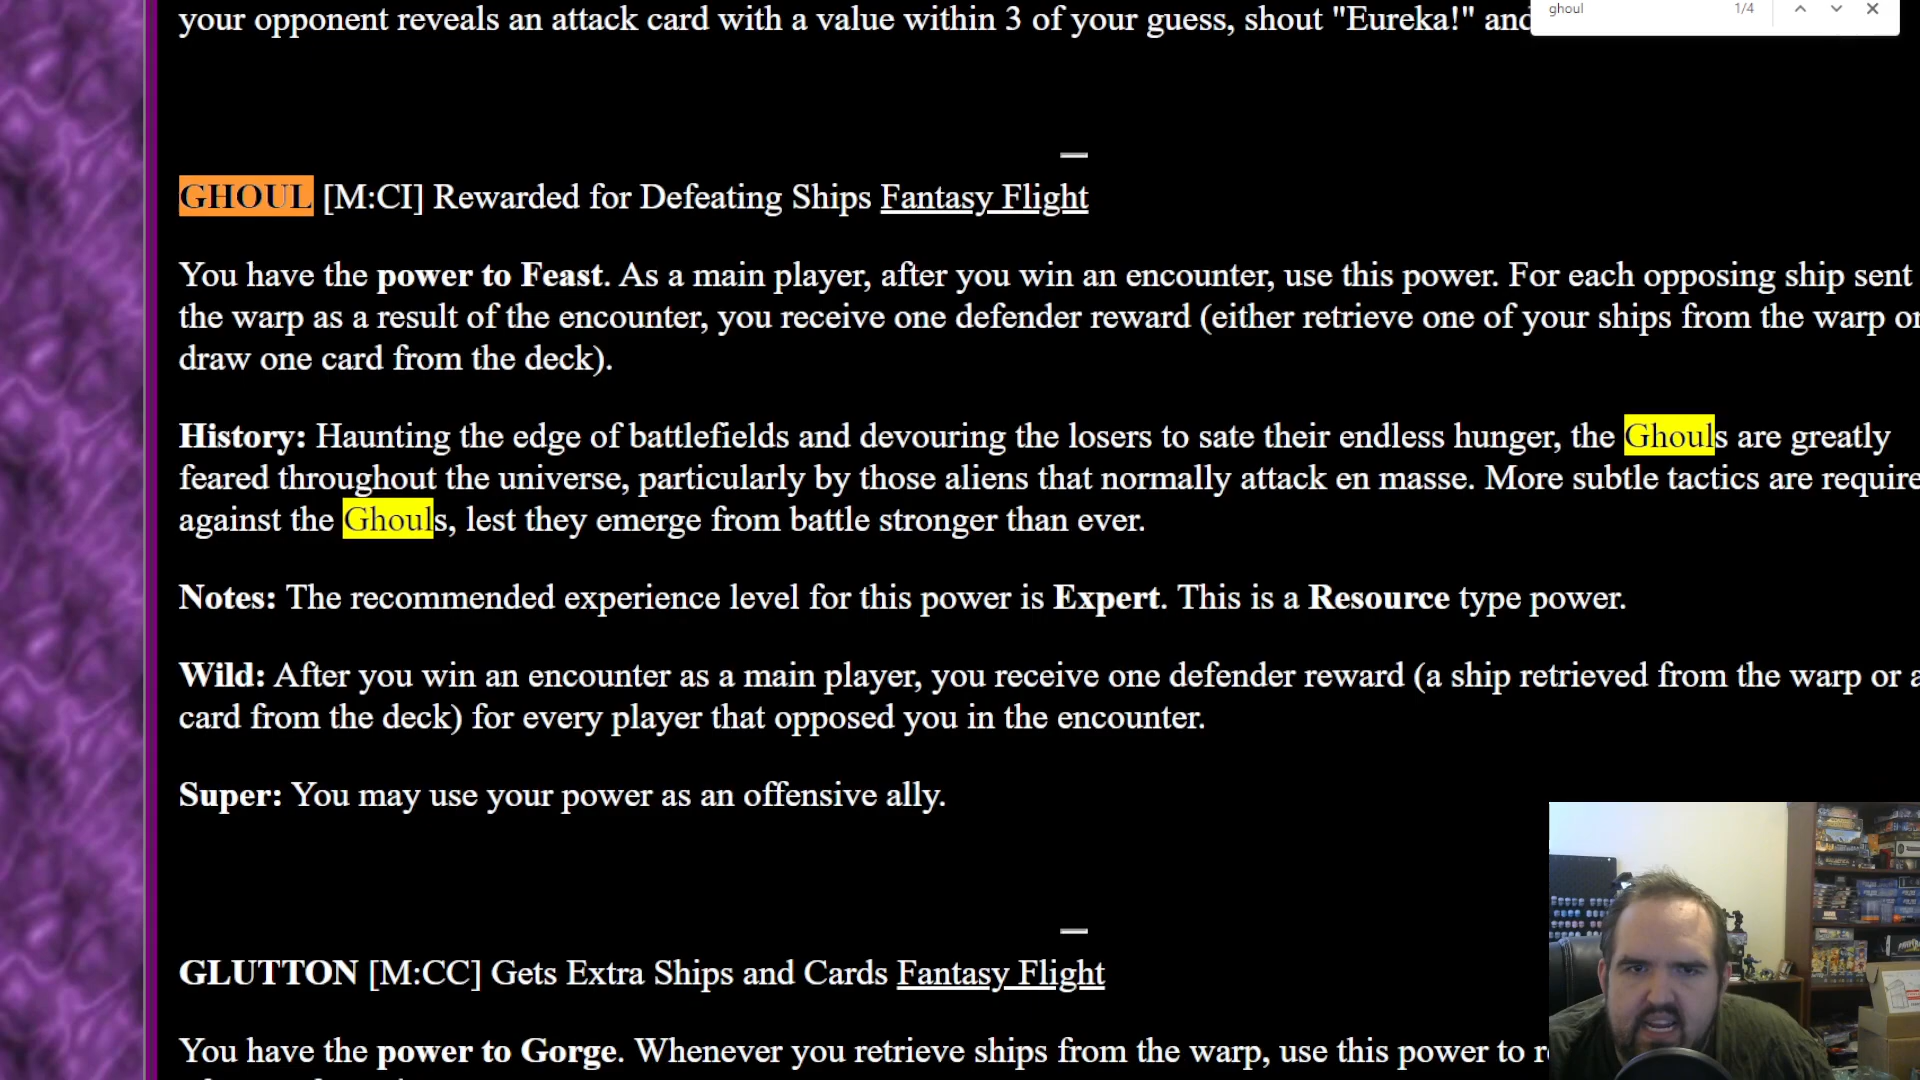 your opponent reveals an attack card with a value within 3 of your guess, shout "Eureka!" and
ghoul 1/4
GHOUL [M:CI] Rewarded for Defeating Ships Fantasy Flight
You have the power to Feast. As a main player, after you win an encounter, use this power. For each opposing ship sent
the warp as a result of the encounter, you receive one defender reward (either retrieve one of your ships from the warp or
draw one card from the deck).
History: Haunting the edge of battlefields and devouring the losers to sate their endless hunger, the Ghouls are greatly
feared throughout the universe, particularly by those aliens that normally attack en masse. More subtle tactics are require
against the Ghouls, lest they emerge from battle stronger than ever.
Notes: The recommended experience level for this power is Expert. This is a Resource type power.
Wild: After you win an encounter as a main player, you receive one defender reward (a ship retrieved from the warp or a
card from the deck) for every player that opposed you in the encounter.
Super: You may use your power as an offensive ally.
GLUTTON [M:CC] Gets Extra Ships and Cards Fantasy Flight
You have the power to Gorge. Whenever you retrieve ships from the warp, use this power to